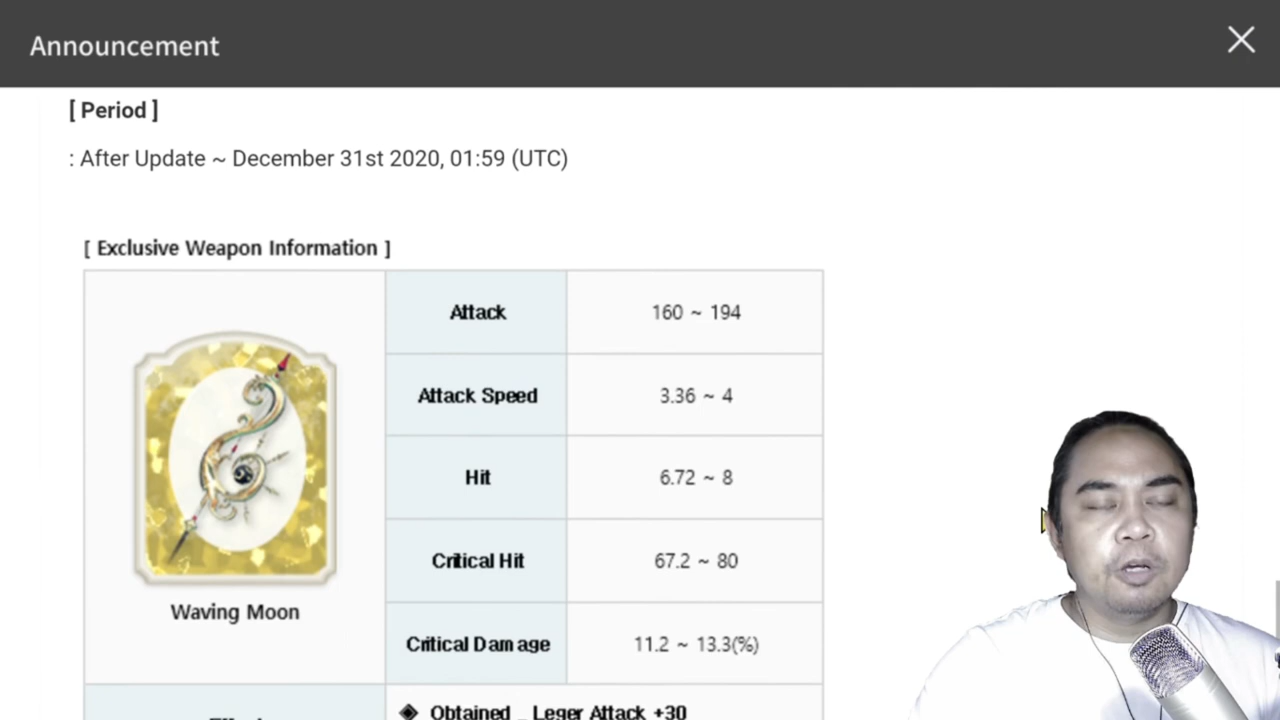 Announcement
[ Period ]
: After Update ~ December 31st 2020, 01:59 (UTC)
[ Exclusive Weapon Information ]
Attack 160 ~ 194
Attack Speed 3.36 ~ 4
Hit 6.72 ~ 8
Critical Hit 67.2 ~ 80
Critical Damage 11.2 ~ 13.3(%)
Waving Moon
◈ Obtained _ Leger Attack +30